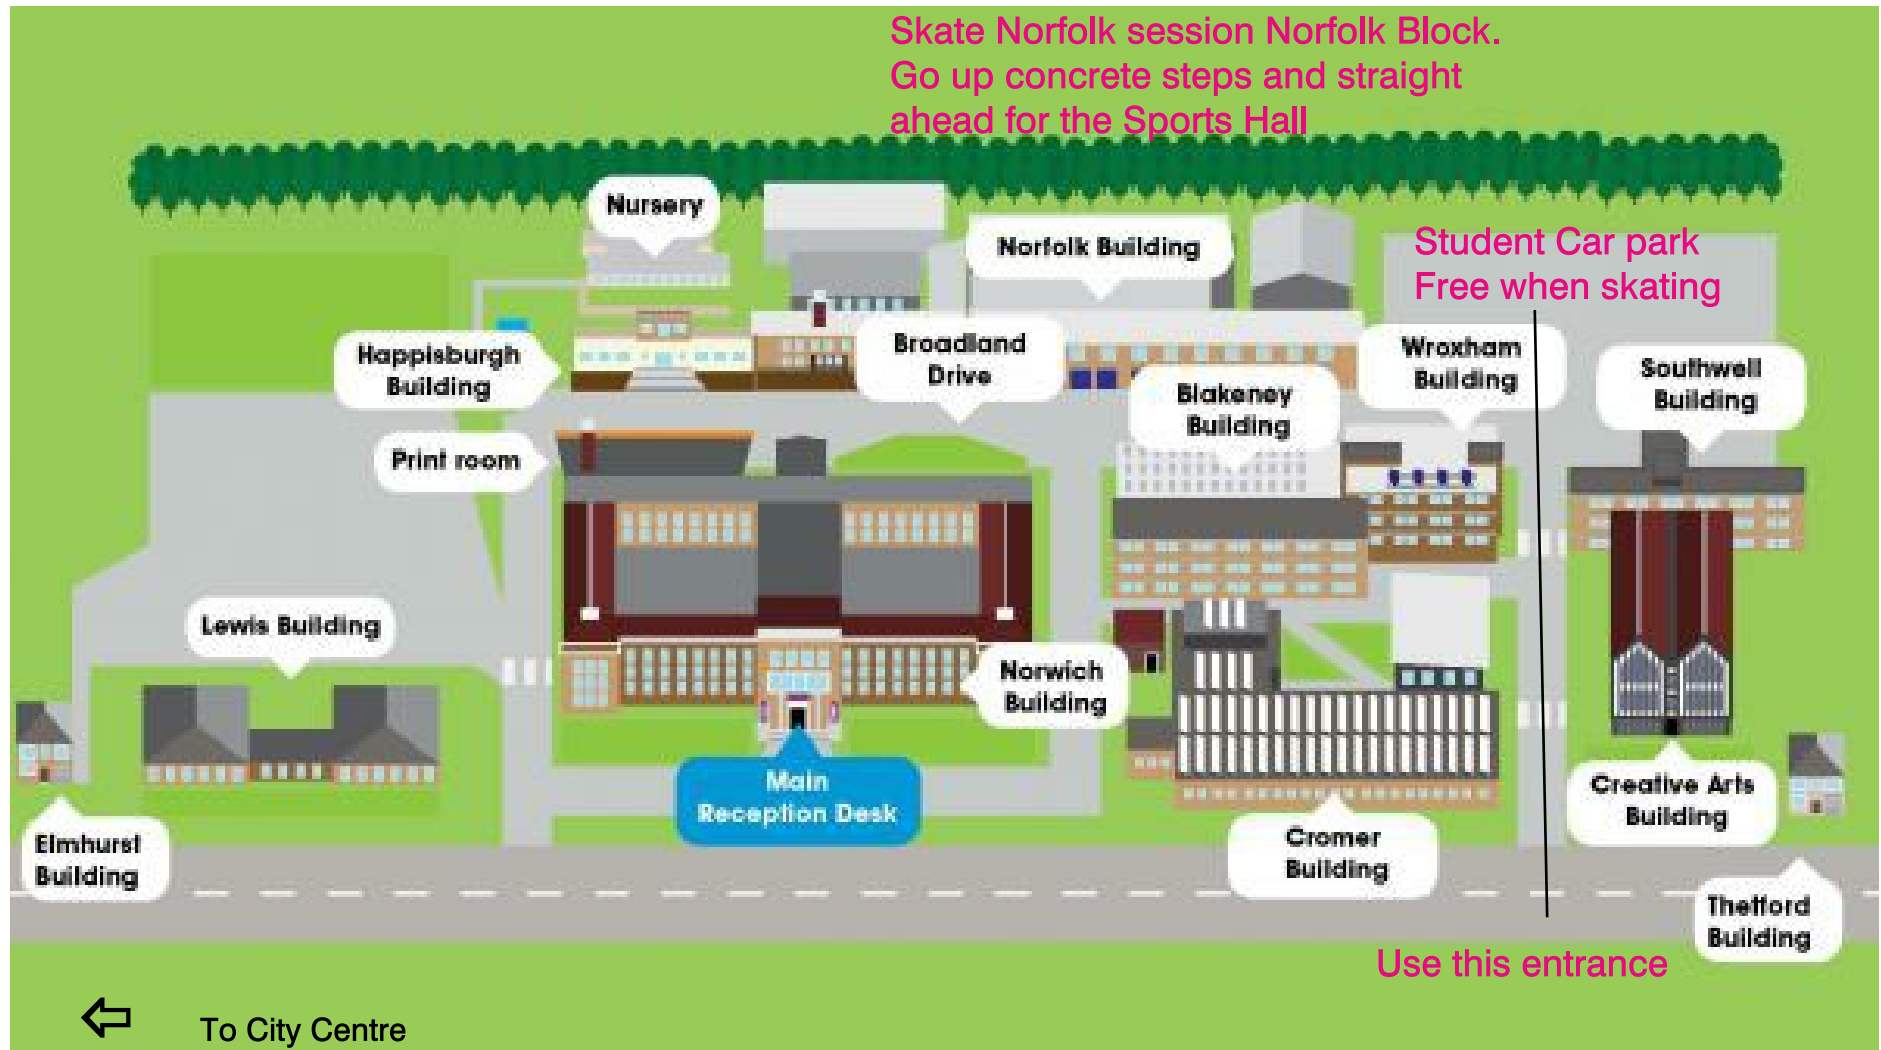 Skate Norfolk session Norfolk Block.
Go up concrete steps and straight
ahead for the Sports Hall
Nursery
Norfolk Building
Student Car park
Free when skating
Happisburgh
Building
Broadland
Drive
Wroxham
Building
Southwell
Building
Blakeney
Building
Print room
Lewis Building
Norwich
Building
Main
Reception Desk
Creative Arts
Building
Elmhurst
Building
Cromer
Building
Thetford
Building
Use this entrance
To City Centre